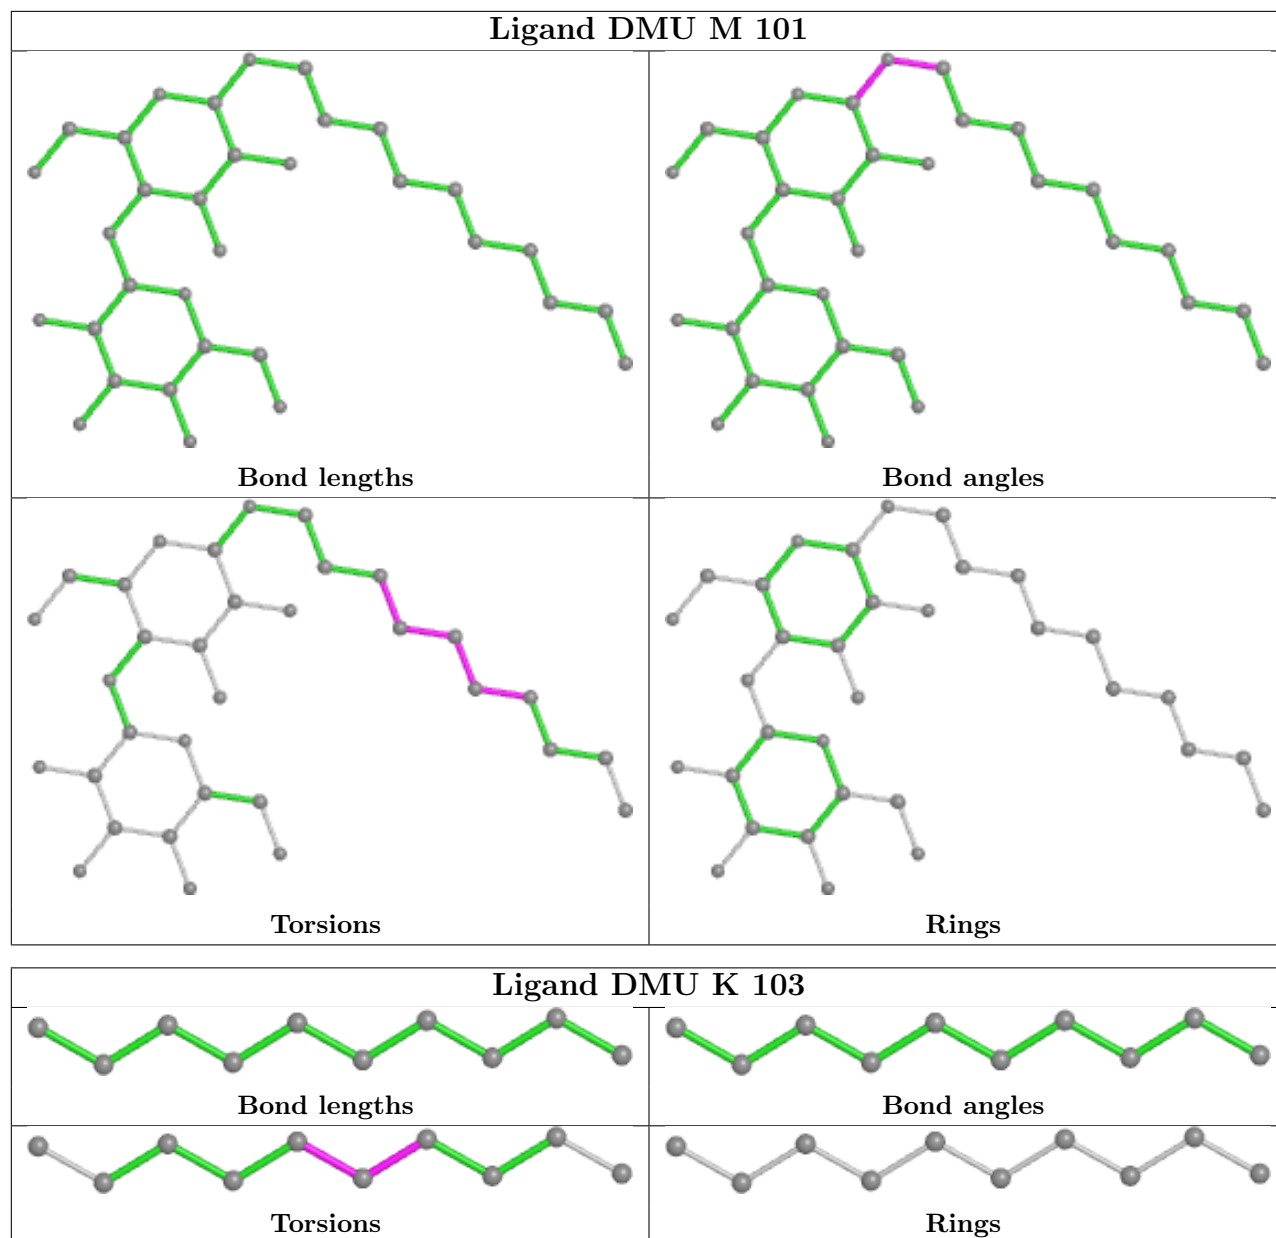 Ligand DMU M 101
Bond lengths
Bond angles
Torsions
Rings
Ligand DMU K 103
Bond lengths
Bond angles
Torsions
Rings